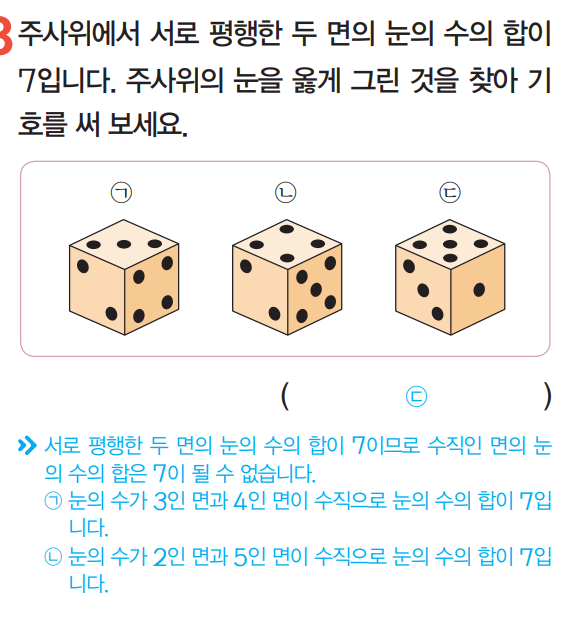 3 주사위에서 서로 평행한 두 면의 눈의 수의 합이
7입니다. 주사위의 눈을 옳게 그린 것을 찾아 기
호를 써 보세요.
㉠ ㉡ ㉢
( ㉢ )
서로 평행한 두 면의 눈의 수의 합이 7이므로 수직인 면의 눈
의 수의 합은 7이 될 수 없습니다.
㉠ 눈의 수가 3인 면과 4인 면이 수직으로 눈의 수의 합이 7입
니다.
㉡ 눈의 수가 2인 면과 5인 면이 수직으로 눈의 수의 합이 7입
니다.